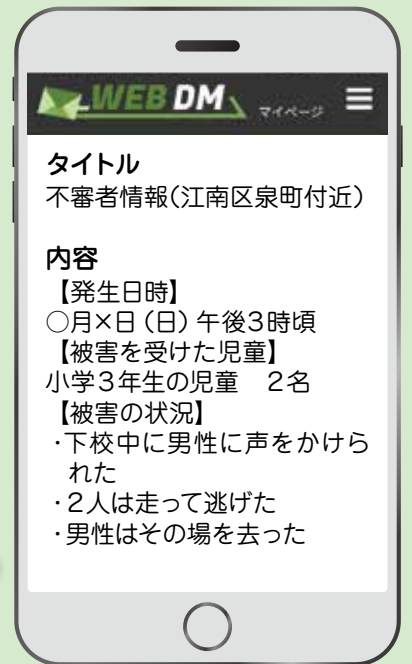 WEB DM マイページ
タイトル
不審者情報(江南区泉町付近)
内容
【発生日時】
○月×日(日)午後3時頃
【被害を受けた児童】
小学3年生の児童　2名
【被害の状況】
・下校中に男性に声をかけら
れた
・2人は走って逃げた
・男性はその場を去った